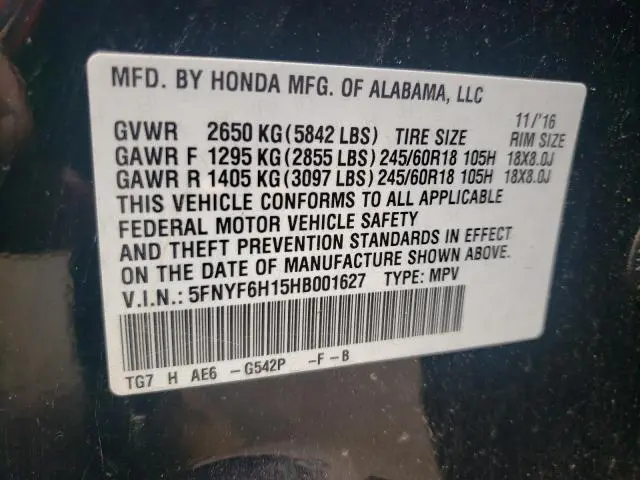 MFD. BY HONDA MFG. OF ALABAMA, LLC
11/'16
GVWR 2650 KG (5842 LBS) TIRE SIZE RIM SIZE
GAWR F 1295 KG (2855 LBS) 245/60R18 105H 18X8.0J
GAWR R 1405 KG (3097 LBS) 245/60R18 105H 18X8.0J
THIS VEHICLE CONFORMS TO ALL APPLICABLE
FEDERAL MOTOR VEHICLE SAFETY
AND THEFT PREVENTION STANDARDS IN EFFECT
ON THE DATE OF MANUFACTURE SHOWN ABOVE.
V.I.N.: 5FNYF6H15HB001627 TYPE: MPV
TG7 H AE6 -G542P -F-B